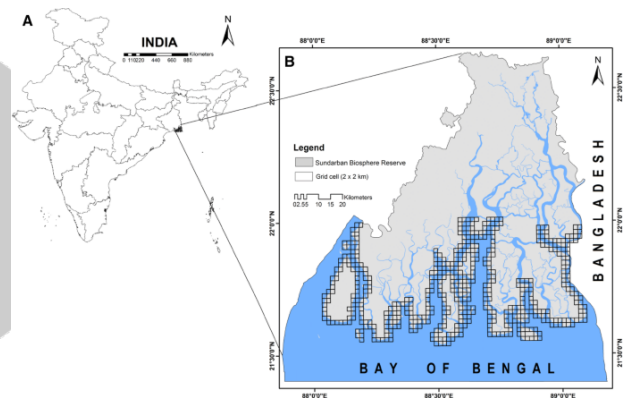 A
INDIA
N
Kilometers
0 110220 440 660 880
88°0'0"E 88°30'0"E 89°0'0"E
B
N
22°30'0"N 22°30'0"N
Legend
Sundarban Biosphere Reserve
Grid cell (2 x 2 km)
Kilometers
02.55 10 15 20
BANGLADESH
22°0'0"N 22°0'0"N
21°30'0"N 21°30'0"N
BAY OF BENGAL
88°0'0"E 88°30'0"E 89°0'0"E